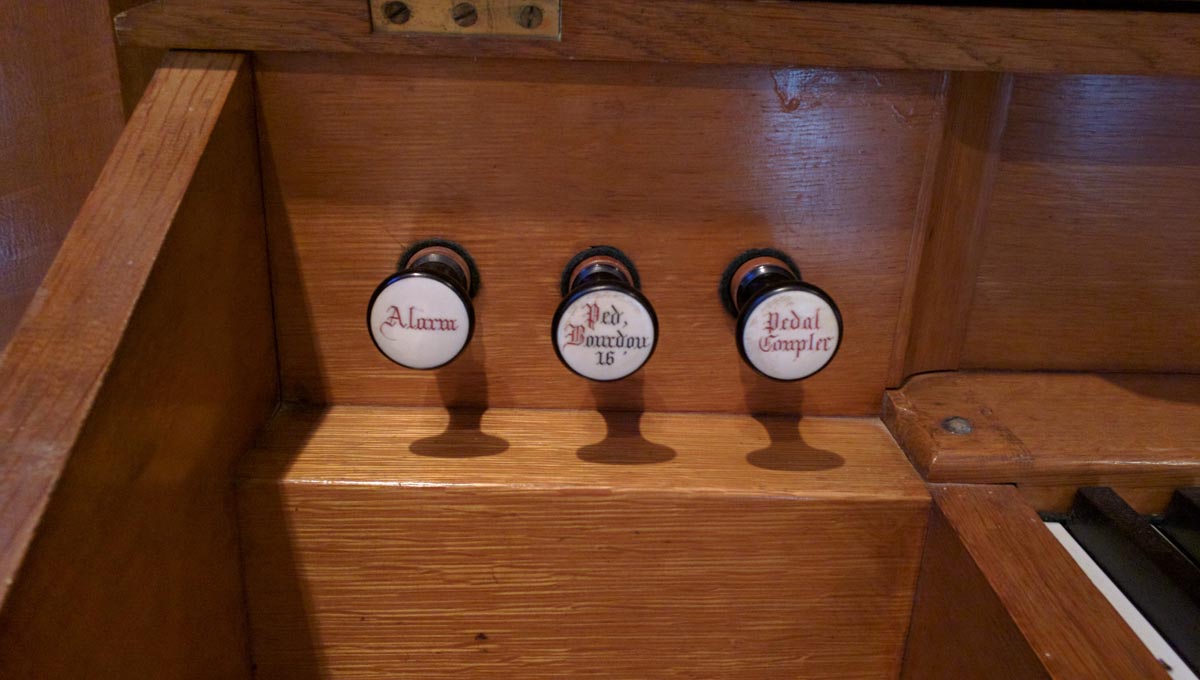 Alarm
Ped,
Bourdon
16'
Pedal
Coupler